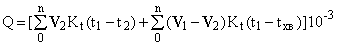 Q = [∑₀ⁿ V₂Kₜ(t₁ − t₂) + ∑₀ⁿ (V₁ − V₂)Kₜ(t₁ − tₓв)]10⁻³